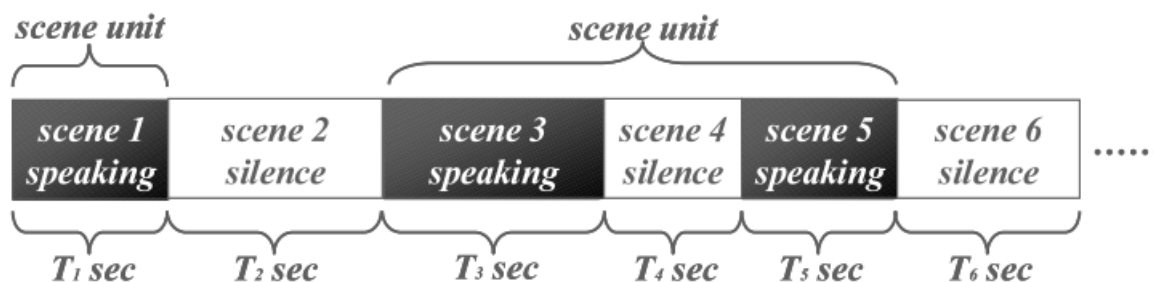 scene unit
scene unit
scene 1
speaking
scene 2
silence
scene 3
speaking
scene 4
silence
scene 5
speaking
scene 6
silence
.....
T1 sec
T2 sec
T3 sec
T4 sec
T5 sec
T6 sec